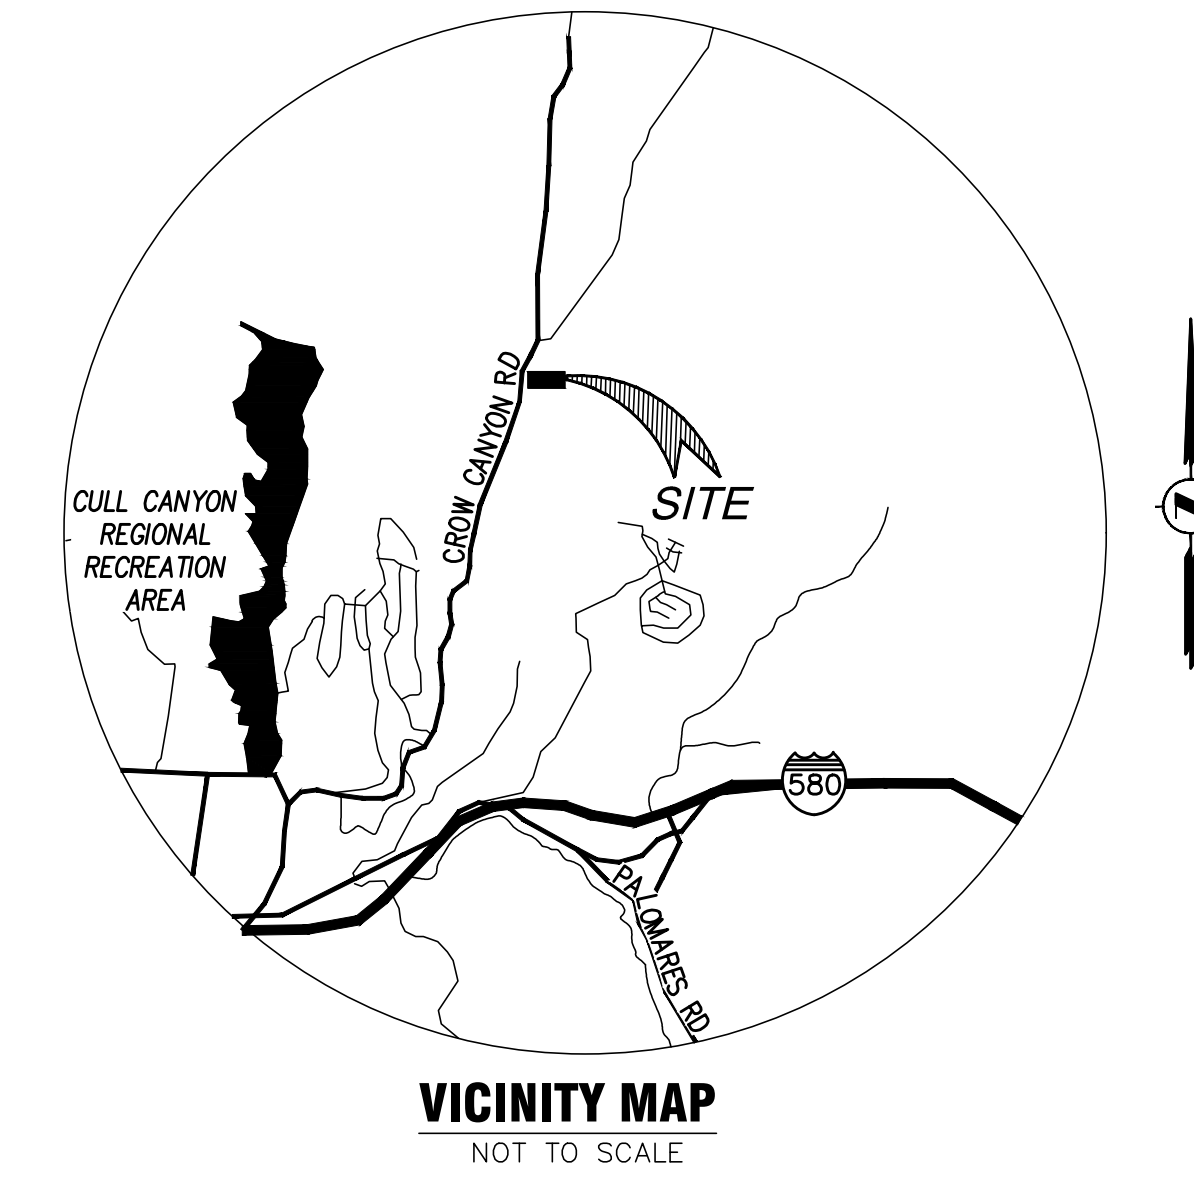 CROW CANYON RD
SITE
CULL CANYON
REGIONAL
RECREATION
AREA
580
PALOMARES RD
VICINITY MAP
NOT TO SCALE